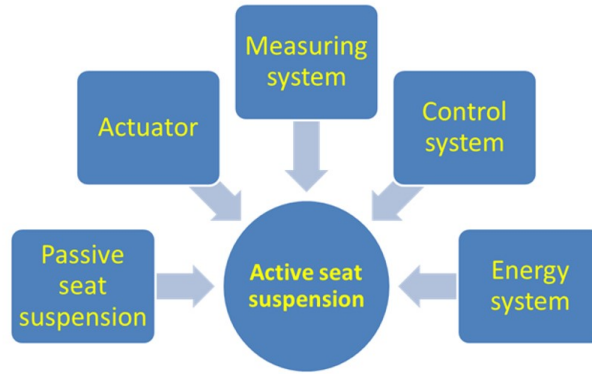 Measuring
system
Actuator
Control
system
Passive
seat
suspension
Active seat
suspension
Energy
system